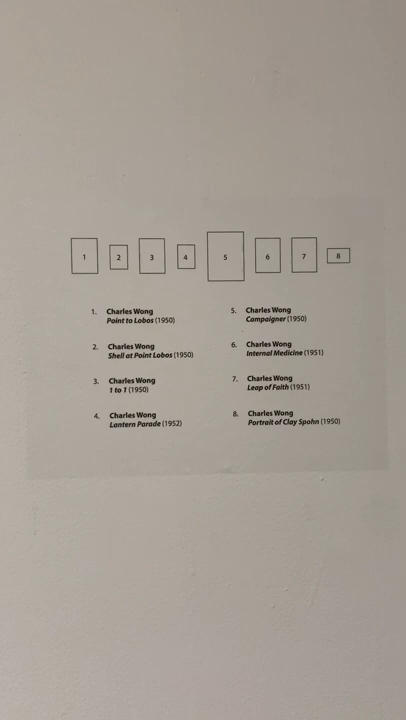 1 2 3 4 5 6 7 8
1. Charles Wong
Point to Lobos (1950)
2. Charles Wong
Shell at Point Lobos (1950)
3. Charles Wong
1 to 1 (1950)
4. Charles Wong
Lantern Parade (1952)
5. Charles Wong
Campaigner (1950)
6. Charles Wong
Internal Medicine (1951)
7. Charles Wong
Leap of Faith (1951)
8. Charles Wong
Portrait of Clay Spohn (1950)